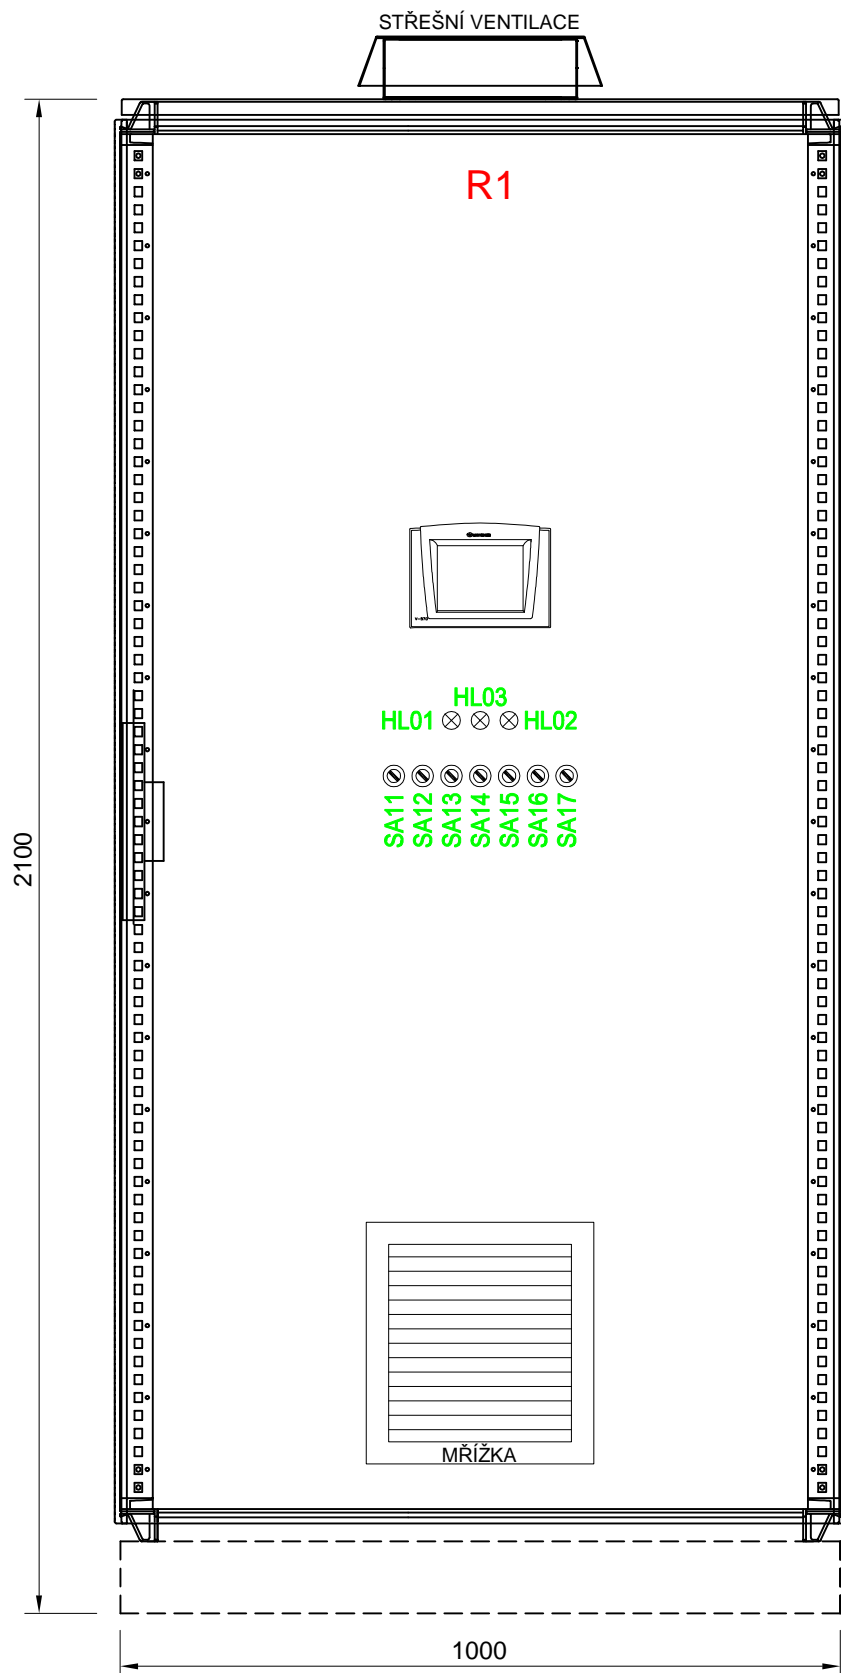 STŘEŠNÍ VENTILACE
R1
HL03
HL01 HL02
SA11 SA12 SA13 SA14 SA15 SA16 SA17
2100
MŘÍŽKA
1000